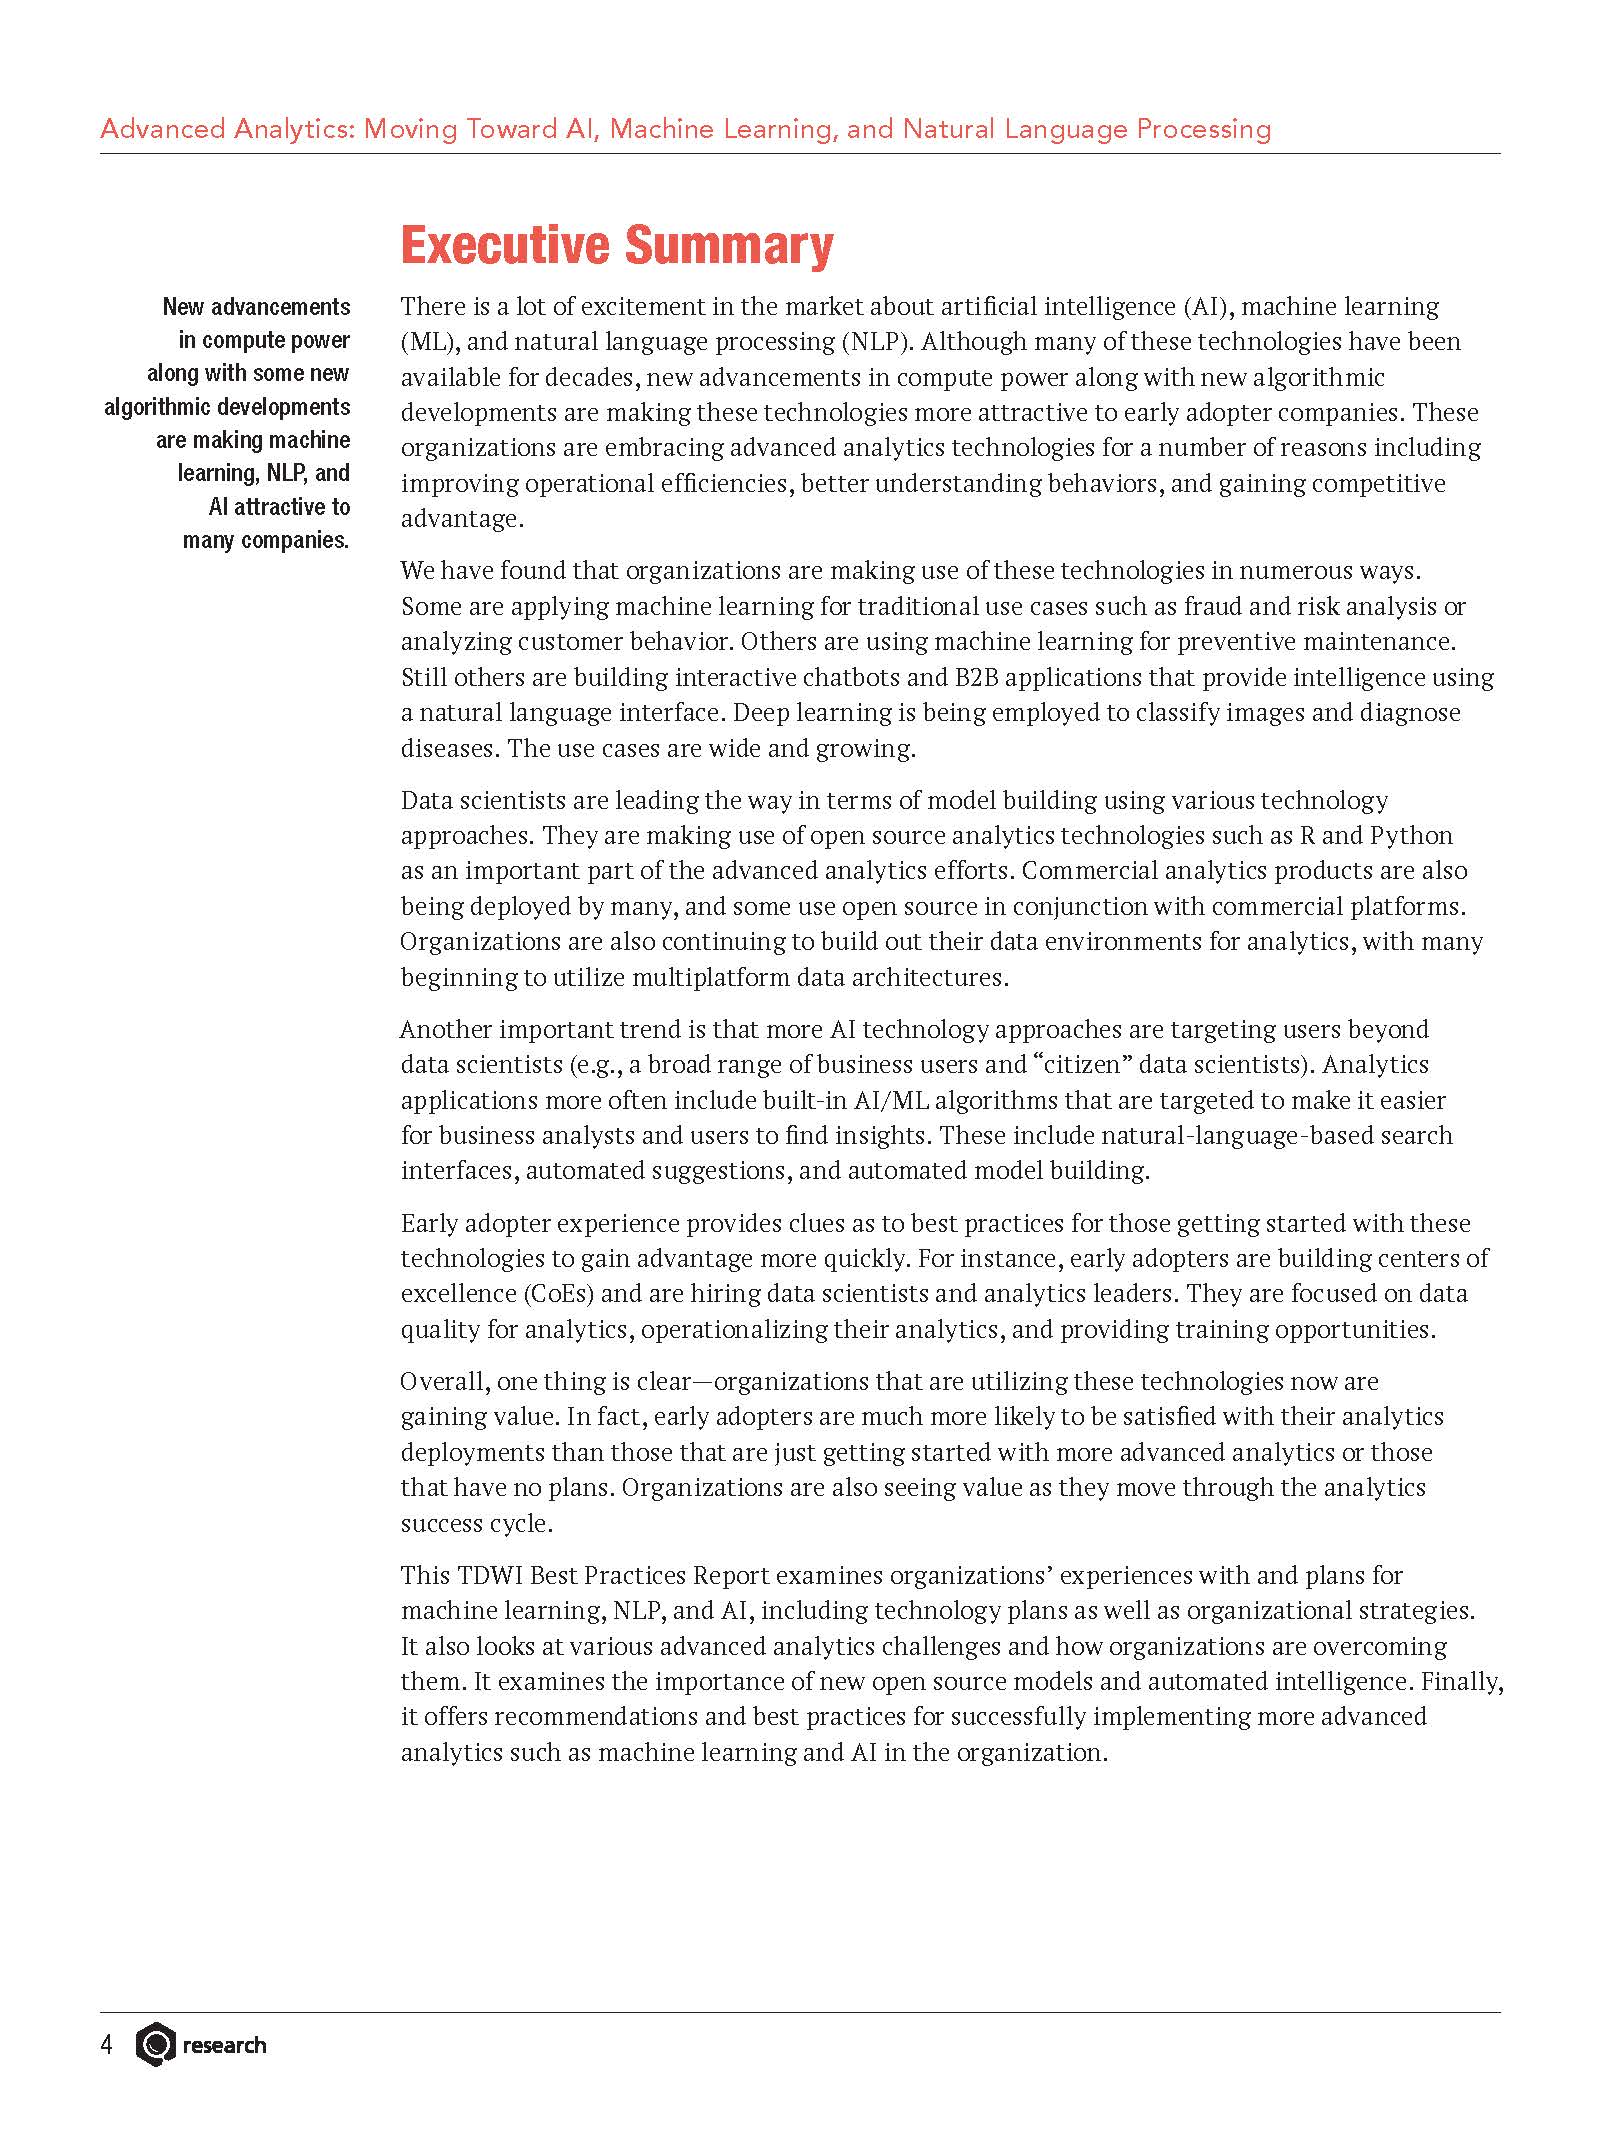 Advanced Analytics: Moving Toward AI, Machine Learning, and Natural Language Processing
Executive Summary
New advancements
in compute power
along with some new
algorithmic developments
are making machine
learning, NLP, and
AI attractive to
many companies.
There is a lot of excitement in the market about artificial intelligence (AI), machine learning
(ML), and natural language processing (NLP). Although many of these technologies have been
available for decades, new advancements in compute power along with new algorithmic
developments are making these technologies more attractive to early adopter companies. These
organizations are embracing advanced analytics technologies for a number of reasons including
improving operational efficiencies, better understanding behaviors, and gaining competitive
advantage.
We have found that organizations are making use of these technologies in numerous ways.
Some are applying machine learning for traditional use cases such as fraud and risk analysis or
analyzing customer behavior. Others are using machine learning for preventive maintenance.
Still others are building interactive chatbots and B2B applications that provide intelligence using
a natural language interface. Deep learning is being employed to classify images and diagnose
diseases. The use cases are wide and growing.
Data scientists are leading the way in terms of model building using various technology
approaches. They are making use of open source analytics technologies such as R and Python
as an important part of the advanced analytics efforts. Commercial analytics products are also
being deployed by many, and some use open source in conjunction with commercial platforms.
Organizations are also continuing to build out their data environments for analytics, with many
beginning to utilize multiplatform data architectures.
Another important trend is that more AI technology approaches are targeting users beyond
data scientists (e.g., a broad range of business users and “citizen” data scientists). Analytics
applications more often include built-in AI/ML algorithms that are targeted to make it easier
for business analysts and users to find insights. These include natural-language-based search
interfaces, automated suggestions, and automated model building.
Early adopter experience provides clues as to best practices for those getting started with these
technologies to gain advantage more quickly. For instance, early adopters are building centers of
excellence (CoEs) and are hiring data scientists and analytics leaders. They are focused on data
quality for analytics, operationalizing their analytics, and providing training opportunities.
Overall, one thing is clear—organizations that are utilizing these technologies now are
gaining value. In fact, early adopters are much more likely to be satisfied with their analytics
deployments than those that are just getting started with more advanced analytics or those
that have no plans. Organizations are also seeing value as they move through the analytics
success cycle.
This TDWI Best Practices Report examines organizations’ experiences with and plans for
machine learning, NLP, and AI, including technology plans as well as organizational strategies.
It also looks at various advanced analytics challenges and how organizations are overcoming
them. It examines the importance of new open source models and automated intelligence. Finally,
it offers recommendations and best practices for successfully implementing more advanced
analytics such as machine learning and AI in the organization.
4 research